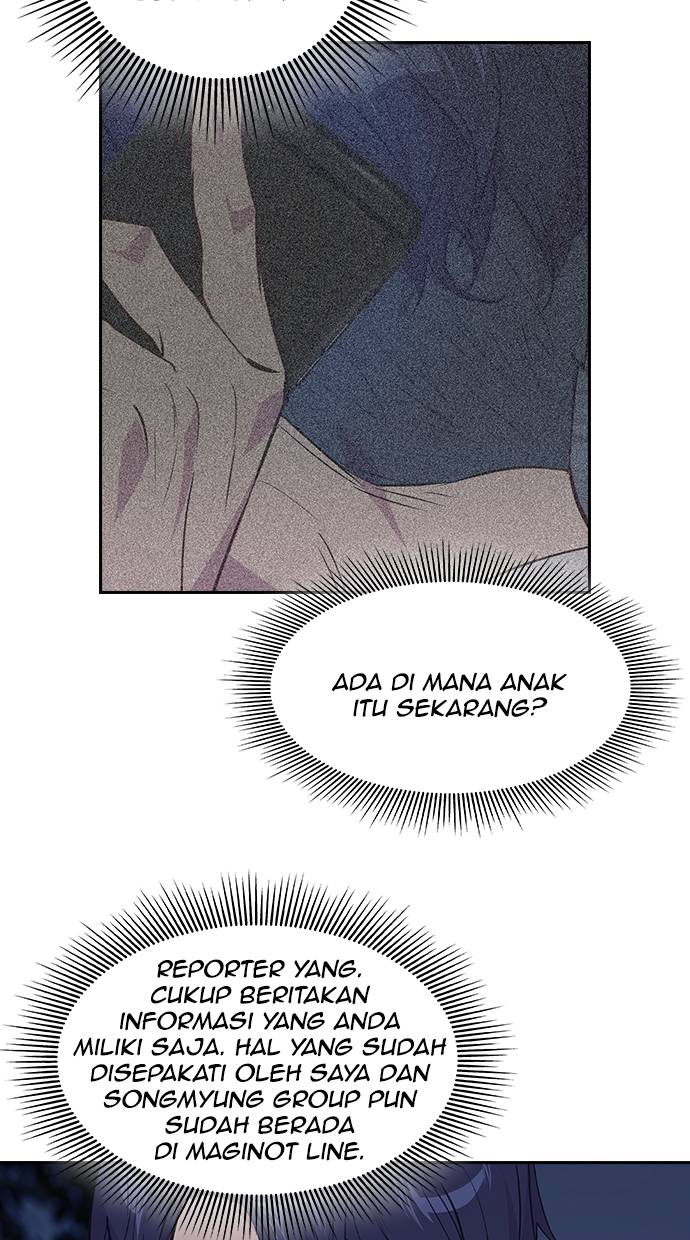 ADA DI MANA ANAK
ITU SEKARANG?
REPORTER YANG,
CUKUP BERITAKAN
INFORMASI YANG ANDA
MILIKI SAJA. HAL YANG SUDAH
DISEPAKATI OLEH SAYA DAN
SONGMYUNG GROUP PUN
SUDAH BERADA
DI MAGINOT LINE.